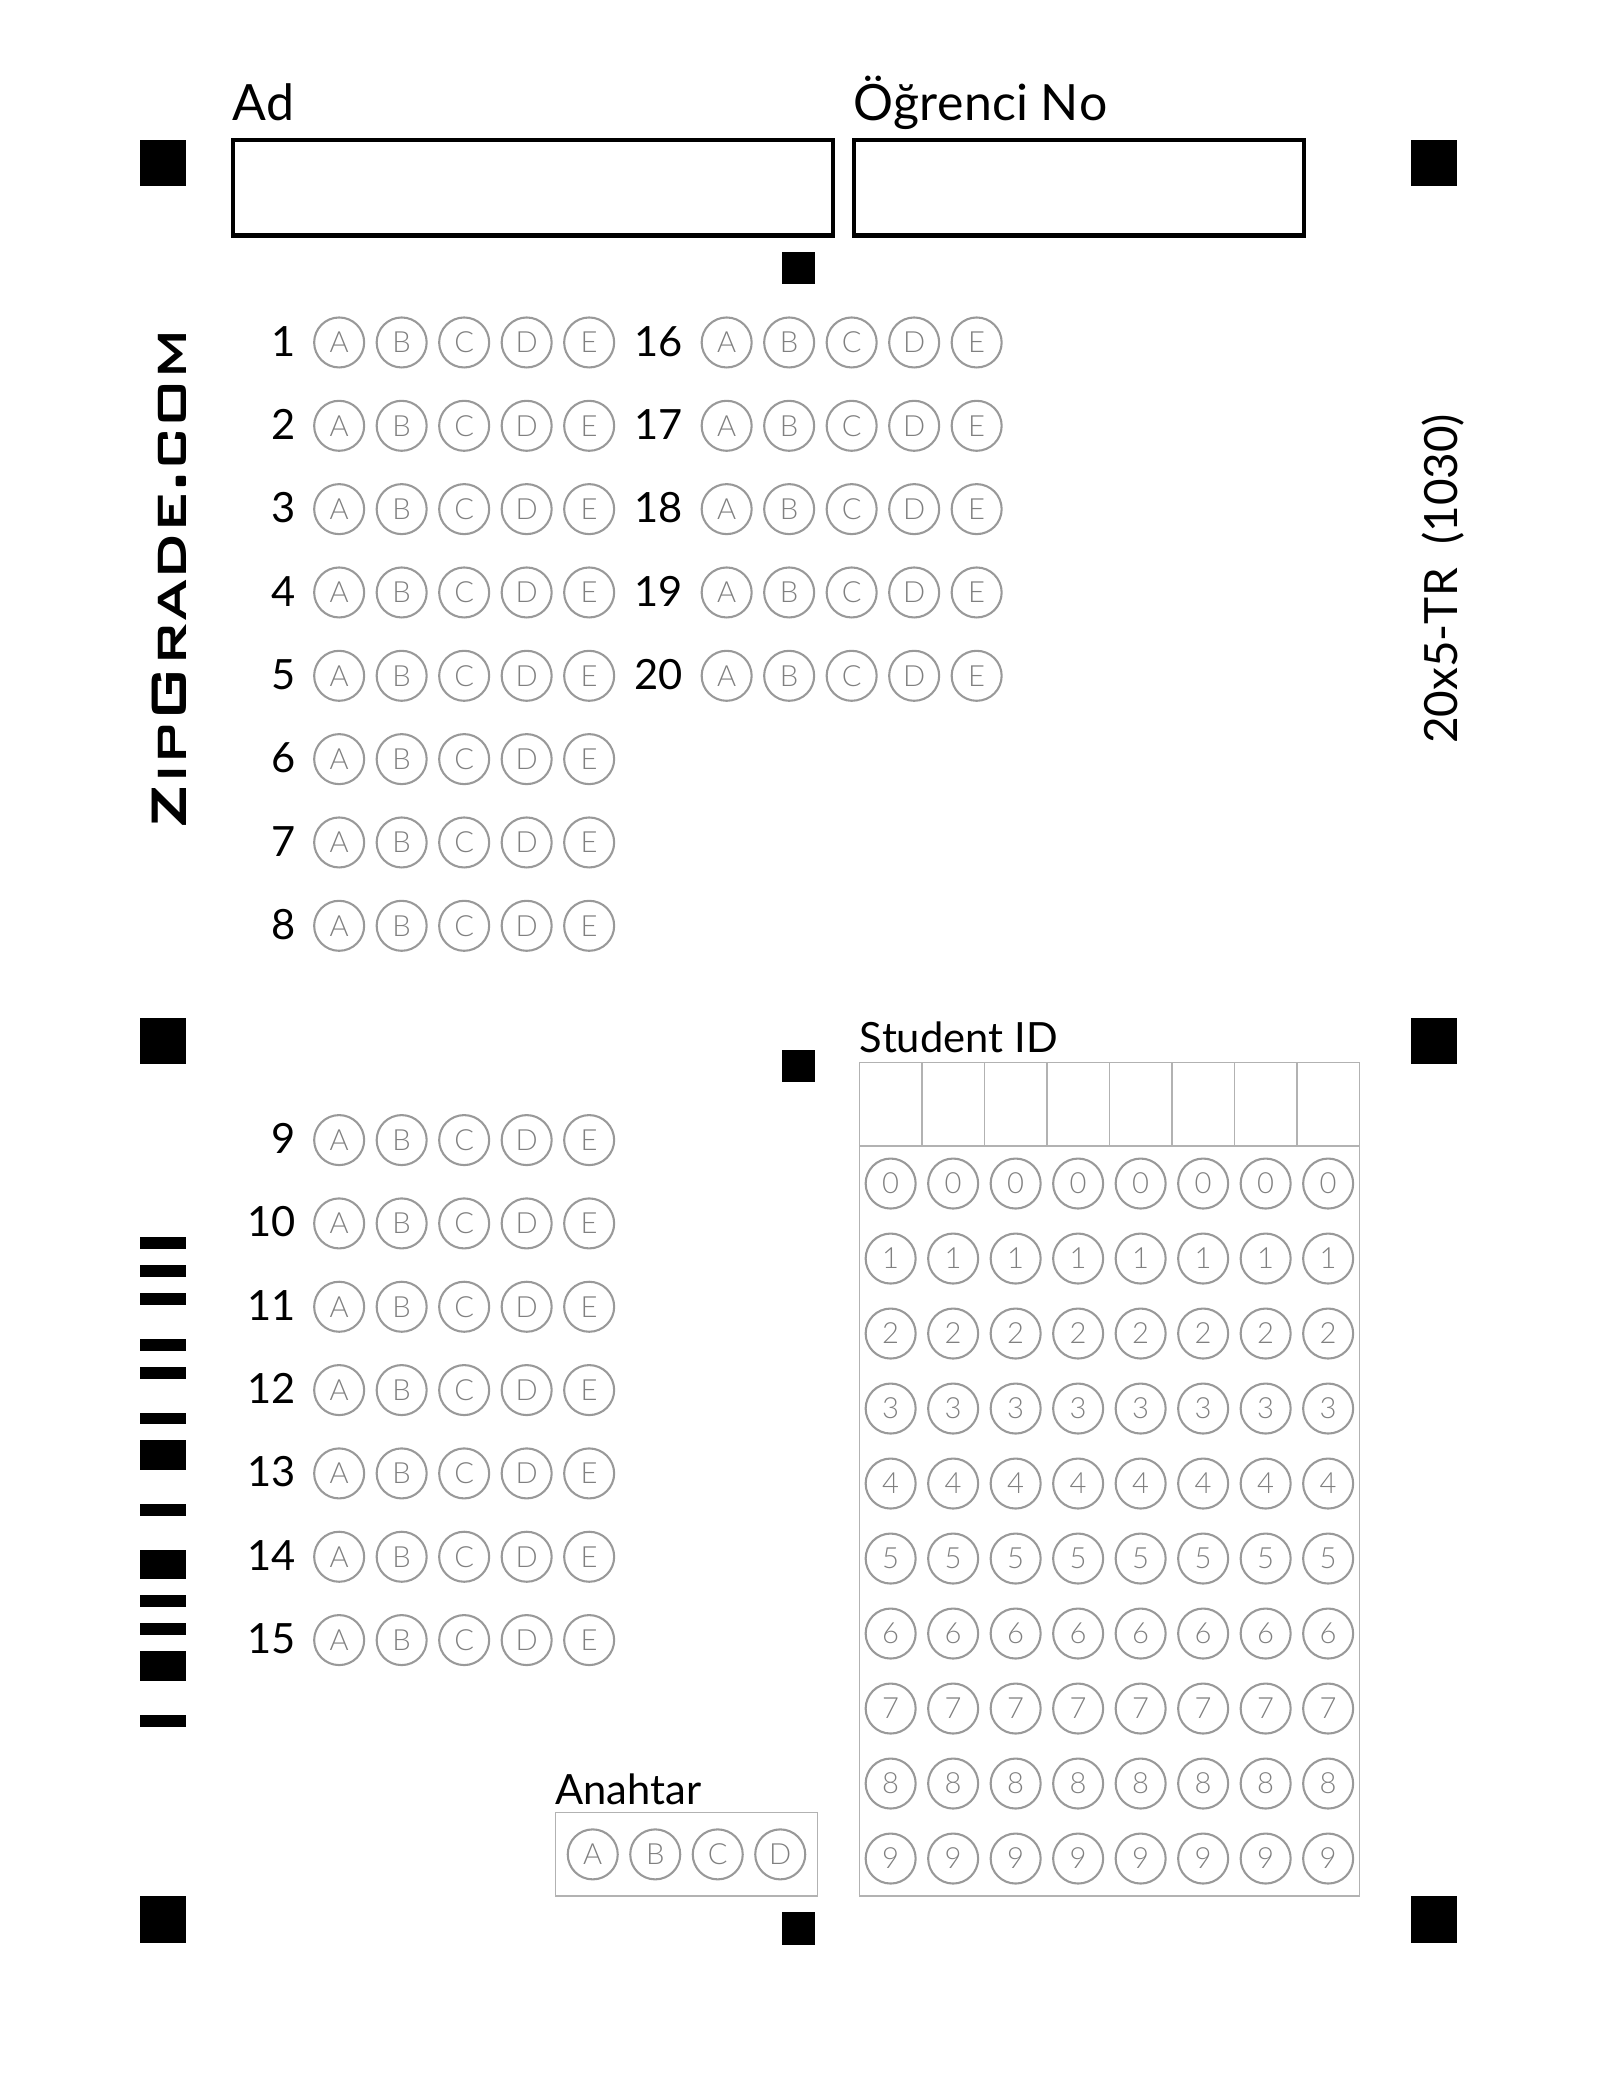 Ad
Öğrenci No
ZIPGRADE.COM
20x5-TR (1030)
1 A B C D E 16 A B C D E
2 A B C D E 17 A B C D E
3 A B C D E 18 A B C D E
4 A B C D E 19 A B C D E
5 A B C D E 20 A B C D E
6 A B C D E
7 A B C D E
8 A B C D E
9 A B C D E
10 A B C D E
11 A B C D E
12 A B C D E
13 A B C D E
14 A B C D E
15 A B C D E
Student ID
0 0 0 0 0 0 0 0
1 1 1 1 1 1 1 1
2 2 2 2 2 2 2 2
3 3 3 3 3 3 3 3
4 4 4 4 4 4 4 4
5 5 5 5 5 5 5 5
6 6 6 6 6 6 6 6
7 7 7 7 7 7 7 7
8 8 8 8 8 8 8 8
9 9 9 9 9 9 9 9
Anahtar
A B C D